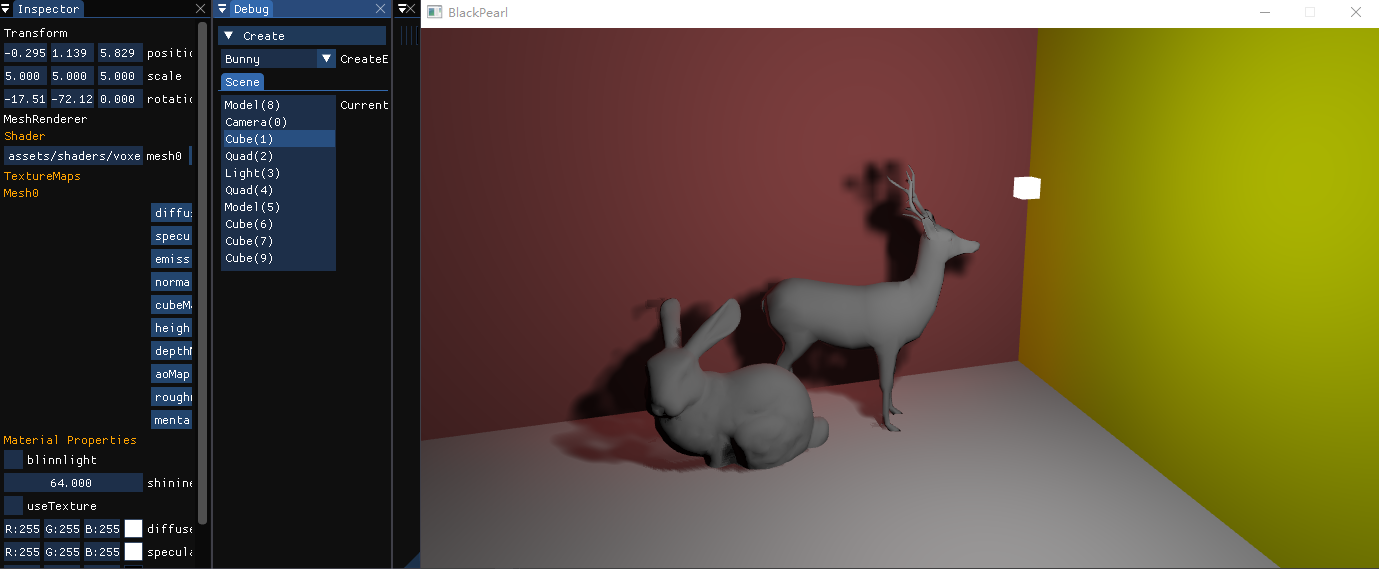 Inspector
Transform
-0.295 1.139 5.829 positic
5.000 5.000 5.000 scale
-17.51 -72.12 0.000 rotatic
MeshRenderer
Shader
assets/shaders/voxe mesh0
TextureMaps
Mesh0
diffu
specu
emiss
norma
cubeM
heigh
depthM
aoMap
rough
menta
Material Properties
blinnlight
64.000 shinine
useTexture
R:255 G:255 B:255 diffuse
R:255 G:255 B:255 specula
Debug
Create
Bunny CreateE
Scene
Model(8) Current
Camera(0)
Cube(1)
Quad(2)
Light(3)
Quad(4)
Model(5)
Cube(6)
Cube(7)
Cube(9)
BlackPearl